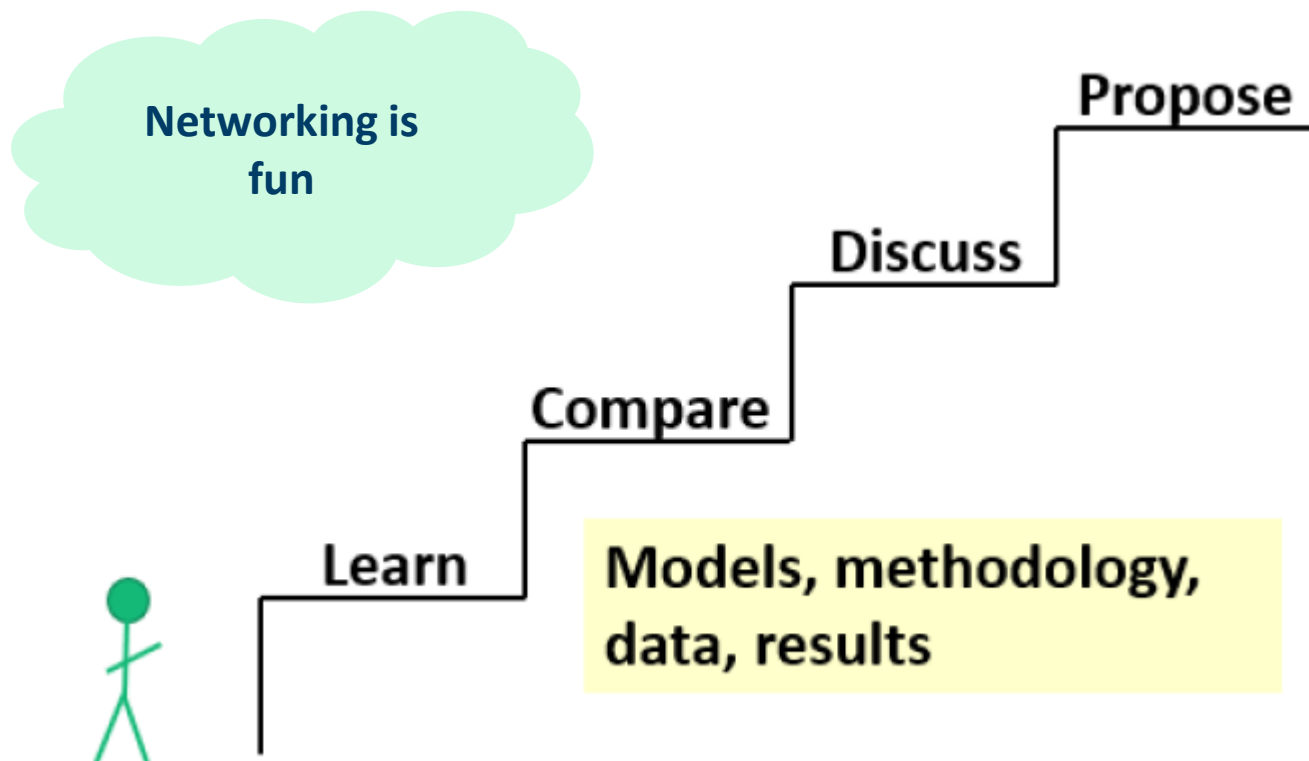 Networking is
fun
Propose
Discuss
Compare
Learn
Models, methodology,
data, results